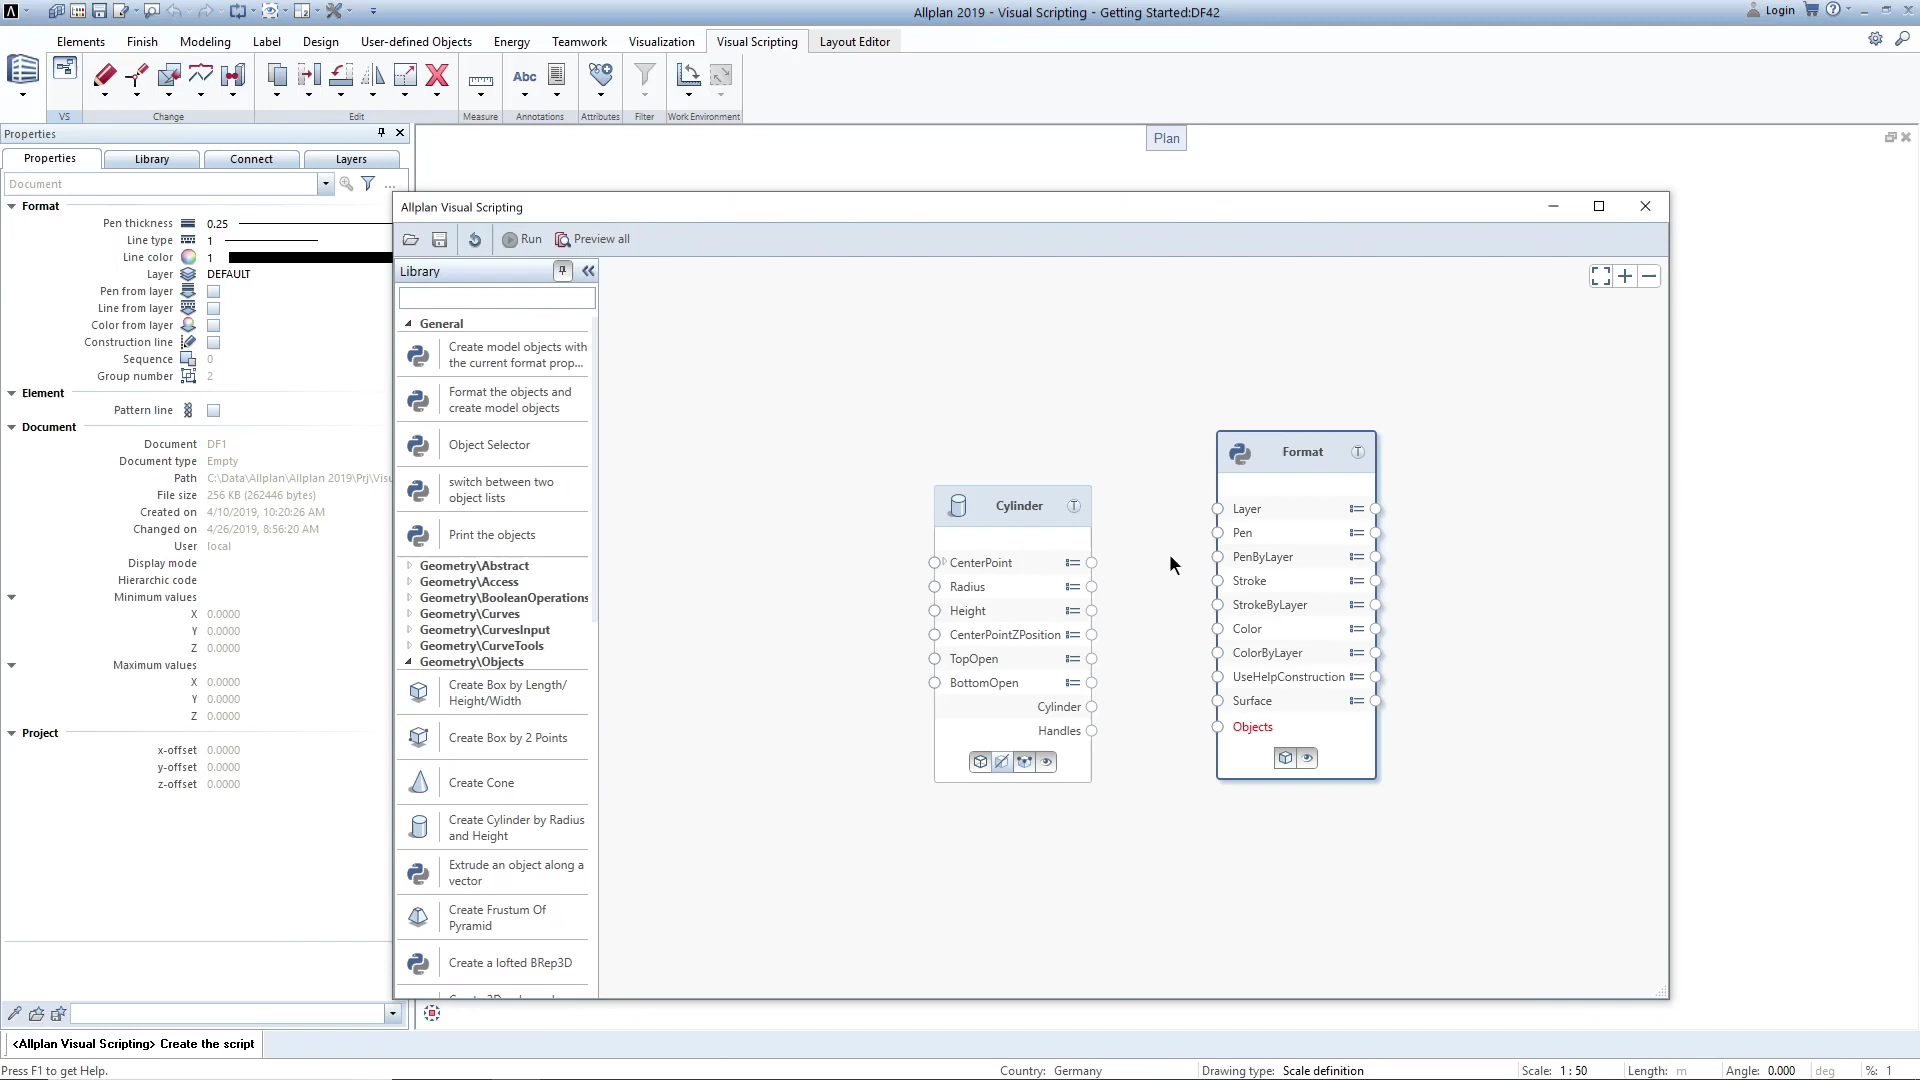 Allplan 2019 - Visual Scripting - Getting Started:DF42
Login
Elements Finish Modeling Label Design User-defined Objects Energy Teamwork Visualization Visual Scripting Layout Editor
Abc
VS Change Edit Measure Annotations Attributes Filter Work Environment
Properties
Plan
Properties Library Connect Layers
Document
Format
Pen thickness 0.25
Line type 1
Line color 1
Layer DEFAULT
Pen from layer
Line from layer
Color from layer
Construction line
Sequence 0
Group number 2
Element
Pattern line
Document
Document DF1
Document type Empty
Path C:\Data\Allplan\Allplan 2019\Prj\Visu
File size 256 KB (262446 bytes)
Created on 4/10/2019, 10:20:26 AM
Changed on 4/26/2019, 8:56:20 AM
User local
Display mode
Hierarchic code
Minimum values
X 0.0000
Y 0.0000
Z 0.0000
Maximum values
X 0.0000
Y 0.0000
Z 0.0000
Project
x-offset 0.0000
y-offset 0.0000
z-offset 0.0000
Allplan Visual Scripting
Run Preview all
Library
General
Create model objects with
the current format prop...
Format the objects and
create model objects
Object Selector
switch between two
object lists
Print the objects
Geometry\Abstract
Geometry\Access
Geometry\BooleanOperations
Geometry\Curves
Geometry\CurvesInput
Geometry\CurveTools
Geometry\Objects
Create Box by Length/
Height/Width
Create Box by 2 Points
Create Cone
Create Cylinder by Radius
and Height
Extrude an object along a
vector
Create Frustum Of
Pyramid
Create a lofted BRep3D
Cylinder
CenterPoint
Radius
Height
CenterPointZPosition
TopOpen
BottomOpen
Cylinder
Handles
Format
Layer
Pen
PenByLayer
Stroke
StrokeByLayer
Color
ColorByLayer
UseHelpConstruction
Surface
Objects
<Allplan Visual Scripting> Create the script
Press F1 to get Help. Country: Germany Drawing type: Scale definition Scale: 1 : 50 Length: m Angle: 0.000 deg %: 1